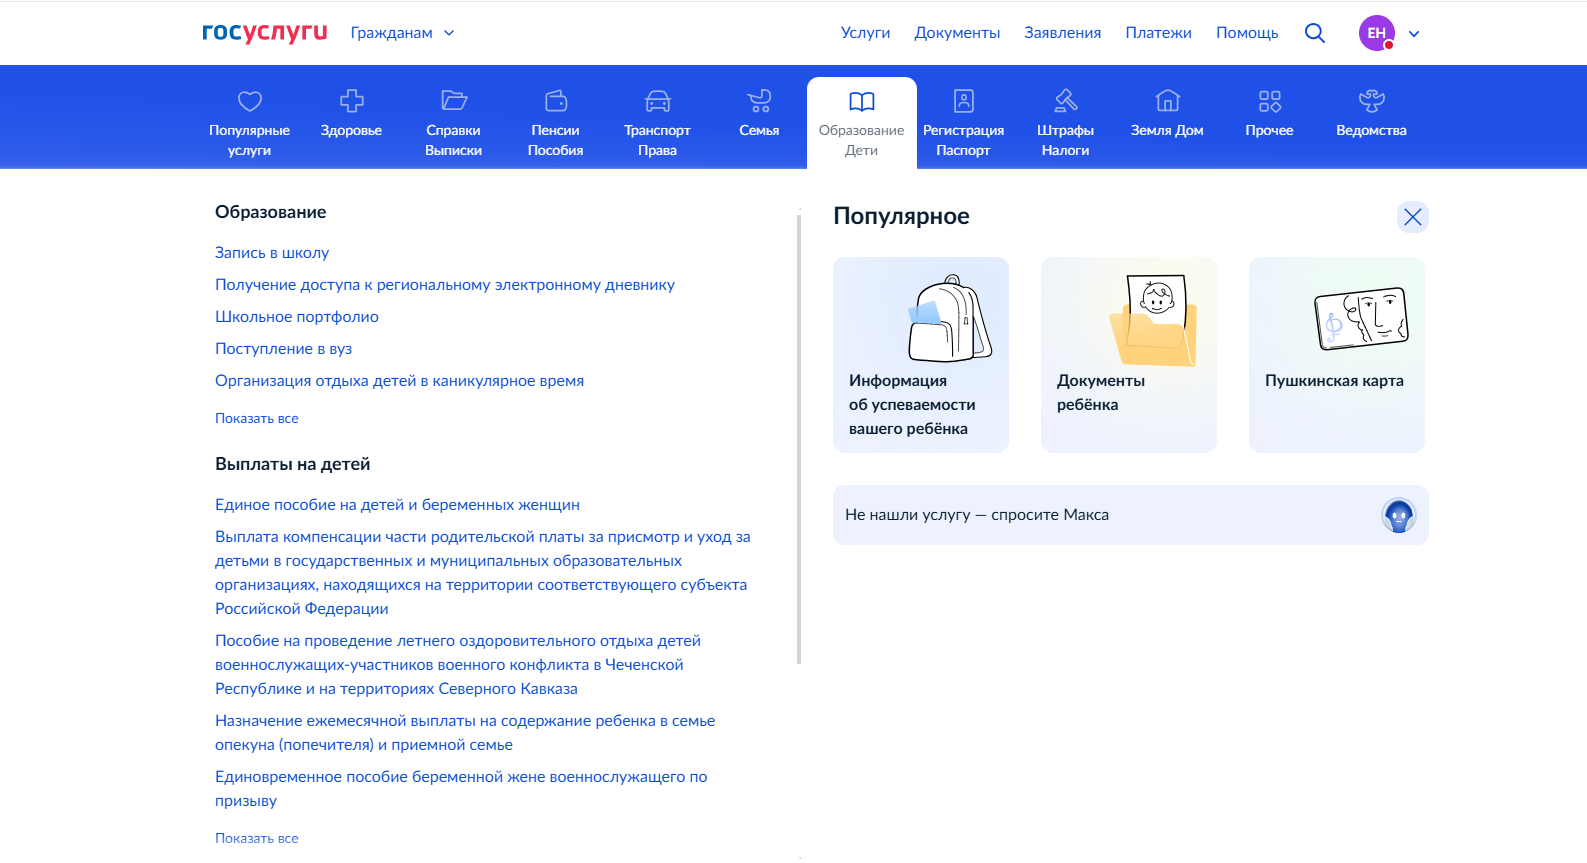 госуслуги
Гражданам
Услуги
Документы
Заявления
Платежи
Помощь
ЕН
Популярные
услуги
Здоровье
Справки
Выписки
Пенсии
Пособия
Транспорт
Права
Семья
Образование
Дети
Регистрация
Паспорт
Штрафы
Налоги
Земля Дом
Прочее
Ведомства
Образование
Запись в школу
Получение доступа к региональному электронному дневнику
Школьное портфолио
Поступление в вуз
Организация отдыха детей в каникулярное время
Показать все
Выплаты на детей
Единое пособие на детей и беременных женщин
Выплата компенсации части родительской платы за присмотр и уход за
детьми в государственных и муниципальных образовательных
организациях, находящихся на территории соответствующего субъекта
Российской Федерации
Пособие на проведение летнего оздоровительного отдыха детей
военнослужащих-участников военного конфликта в Чеченской
Республике и на территориях Северного Кавказа
Назначение ежемесячной выплаты на содержание ребенка в семье
опекуна (попечителя) и приемной семье
Единовременное пособие беременной жене военнослужащего по
призыву
Показать все
Популярное
Информация
об успеваемости
вашего ребёнка
Документы
ребёнка
Пушкинская карта
Не нашли услугу — спросите Макса